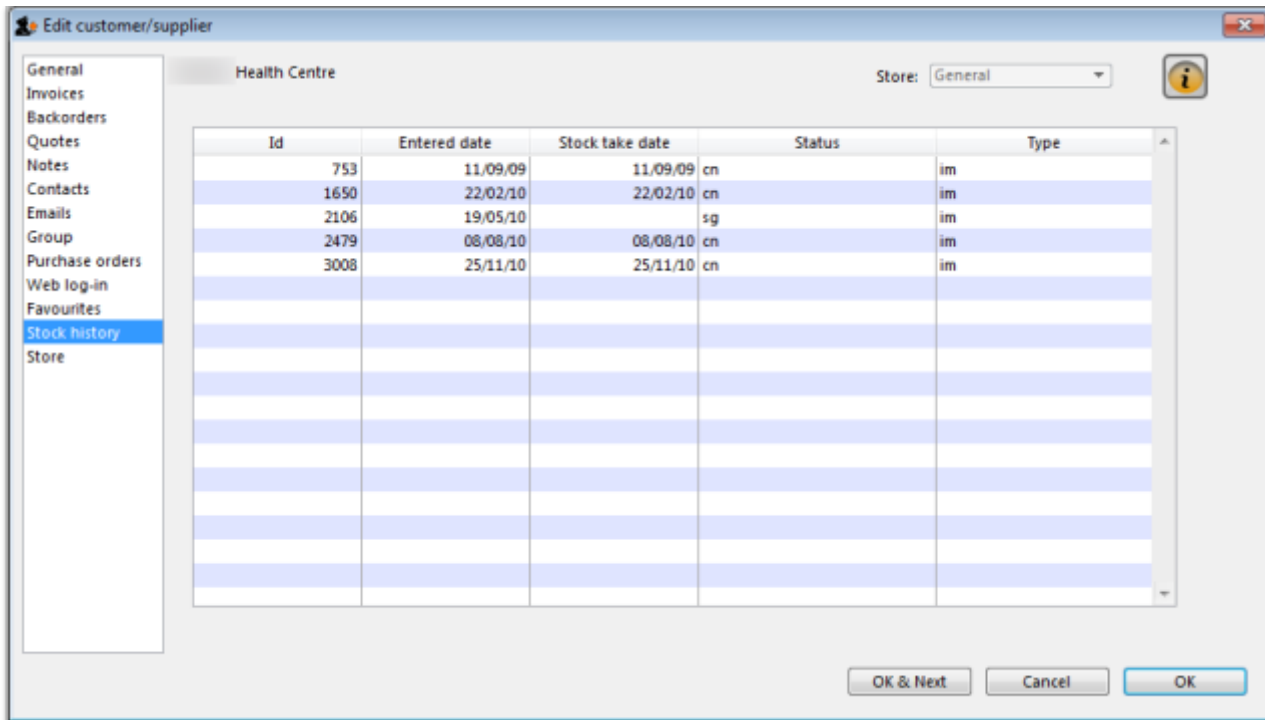 Edit customer/supplier
General
Invoices
Backorders
Quotes
Notes
Contacts
Emails
Group
Purchase orders
Web log-in
Favourites
Stock history
Store
Health Centre
Store: General
i
Id Entered date Stock take date Status Type
753 11/09/09 11/09/09 cn im
1650 22/02/10 22/02/10 cn im
2106 19/05/10 sg im
2479 08/08/10 08/08/10 cn im
3008 25/11/10 25/11/10 cn im
OK & Next Cancel OK